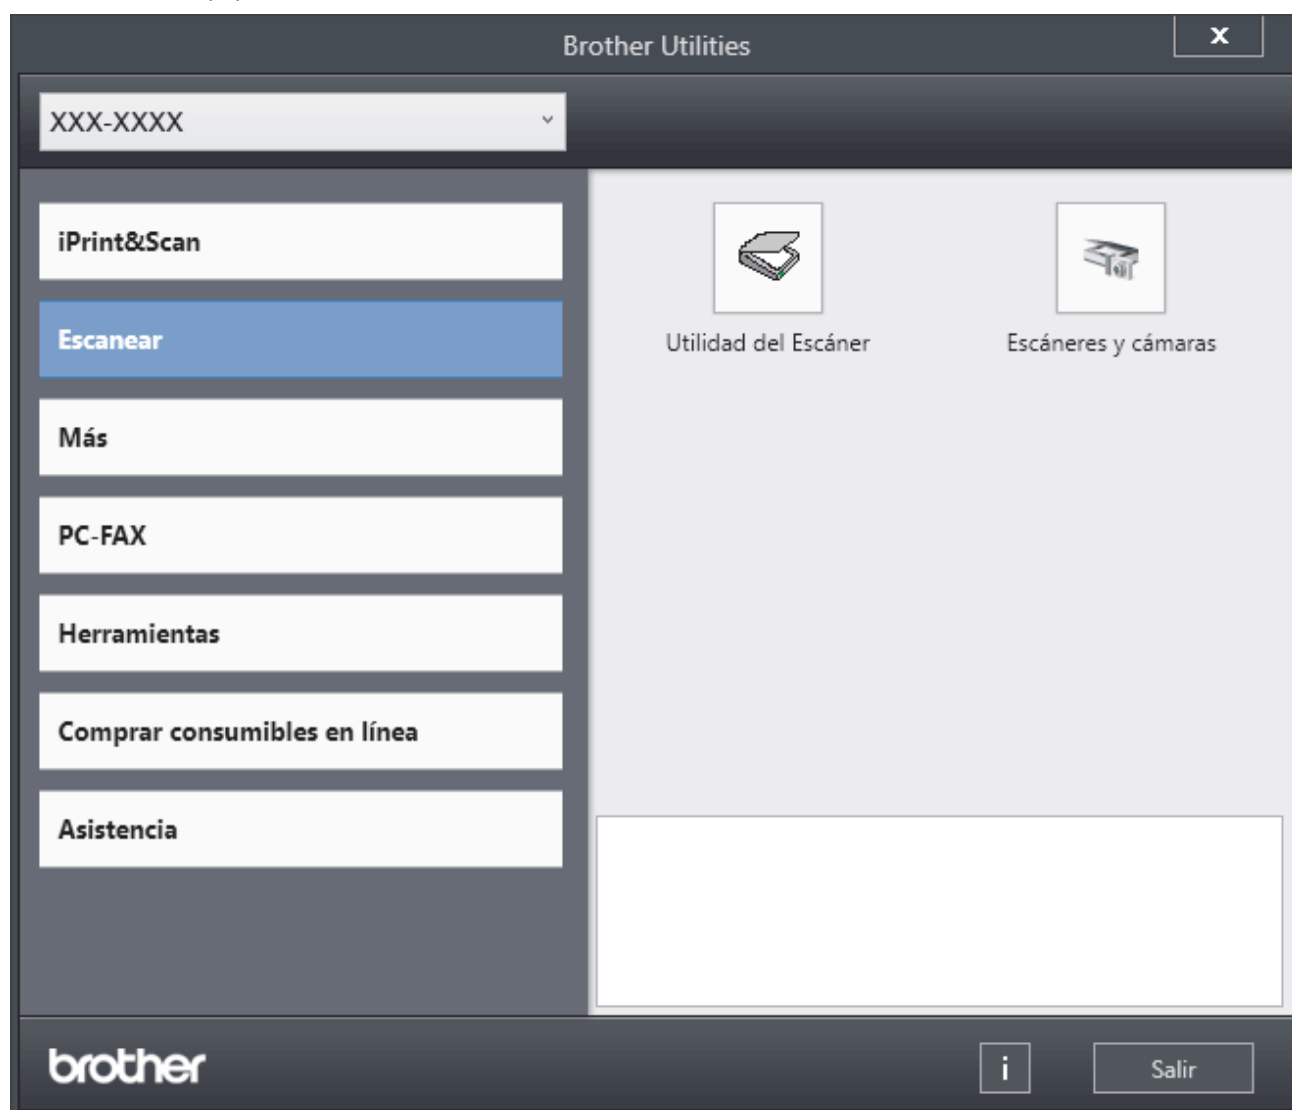 Brother Utilities
X
XXX-XXXX
iPrint&Scan
Escanear
Más
PC-FAX
Herramientas
Comprar consumibles en línea
Asistencia
Utilidad del Escáner
Escáneres y cámaras
brother
i
Salir